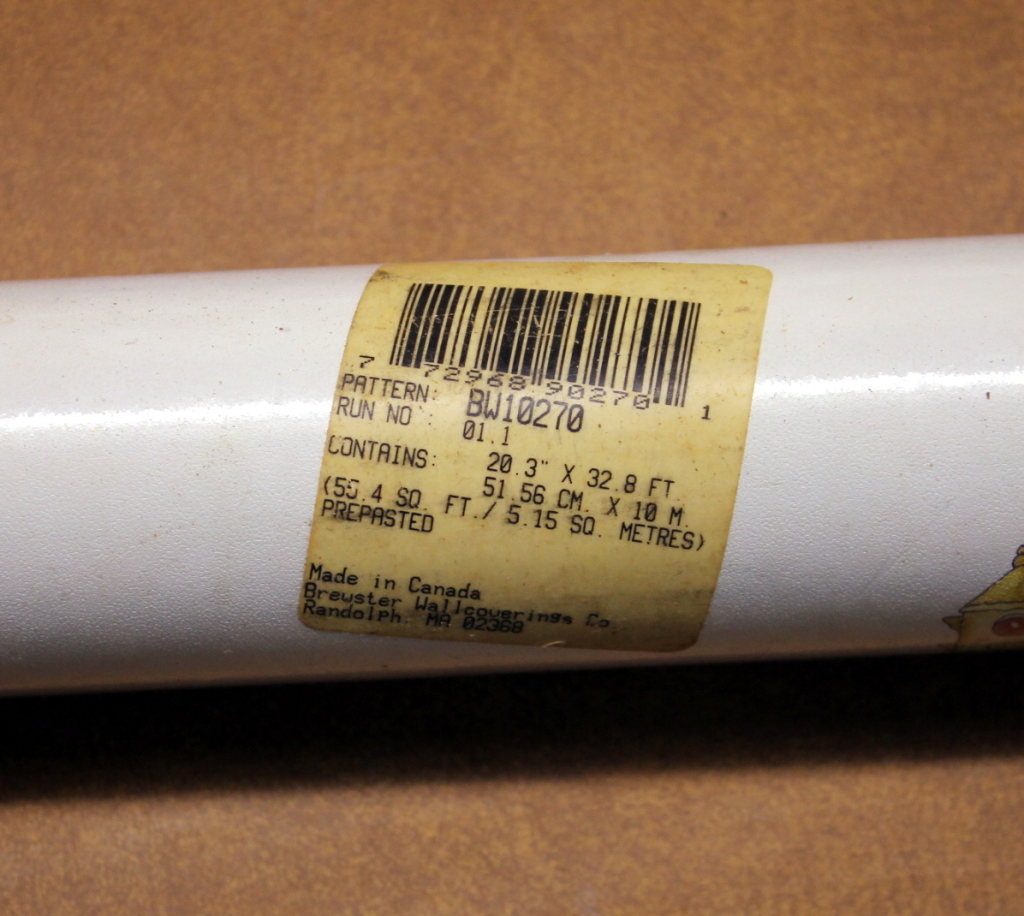 7 72968 90270 1
PATTERN: BW10270
RUN NO : 01.1
CONTAINS: 20.3" X 32.8 FT.
51.56 CM. X 10 M.
(55.4 SQ. FT./ 5.15 SQ. METRES)
PREPASTED
Made in Canada
Brewster Wallcoverings Co
Randolph, MA 02368